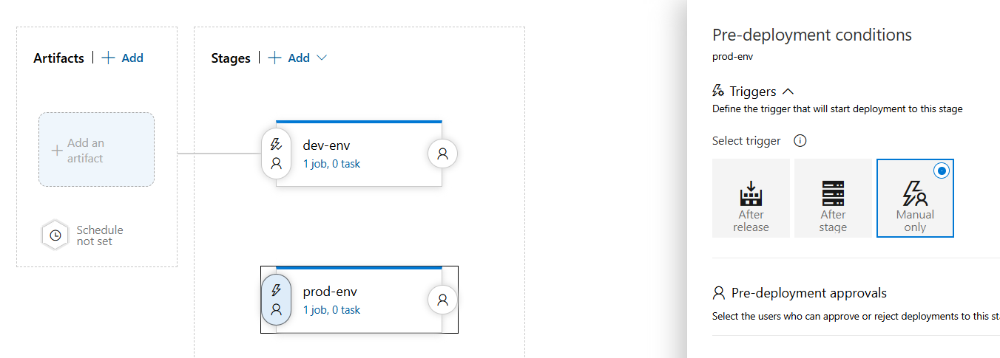 Artifacts | + Add
Add an
artifact
Schedule
not set
Stages | + Add
dev-env
1 job, 0 task
prod-env
1 job, 0 task
Pre-deployment conditions
prod-env
Triggers
Define the trigger that will start deployment to this stage
Select trigger
After
release
After
stage
Manual
only
Pre-deployment approvals
Select the users who can approve or reject deployments to this st